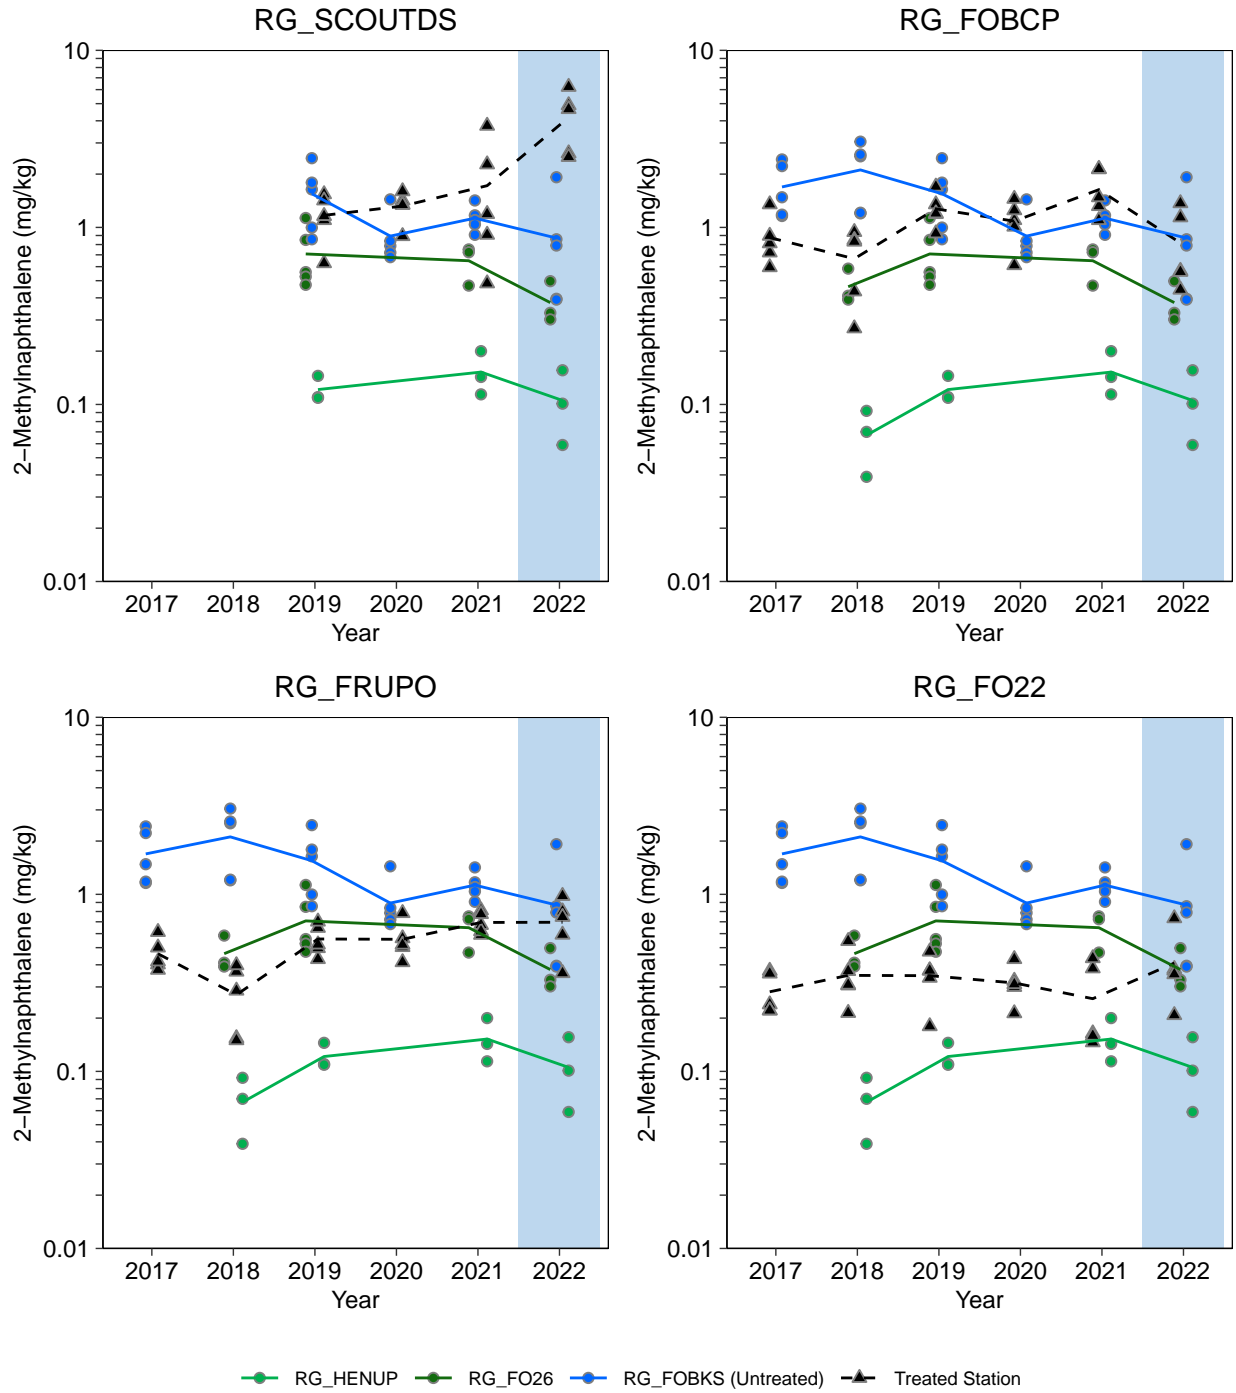 RG_SCOUTDS
10
1
0.1
0.01
2−Methylnaphthalene (mg/kg)
2017 2018 2019 2020 2021 2022
Year
RG_FOBCP
10
1
0.1
0.01
2−Methylnaphthalene (mg/kg)
2017 2018 2019 2020 2021 2022
Year
RG_FRUPO
10
1
0.1
0.01
2−Methylnaphthalene (mg/kg)
2017 2018 2019 2020 2021 2022
Year
RG_FO22
10
1
0.1
0.01
2−Methylnaphthalene (mg/kg)
2017 2018 2019 2020 2021 2022
Year
RG_HENUP RG_FO26 RG_FOBKS (Untreated) Treated Station